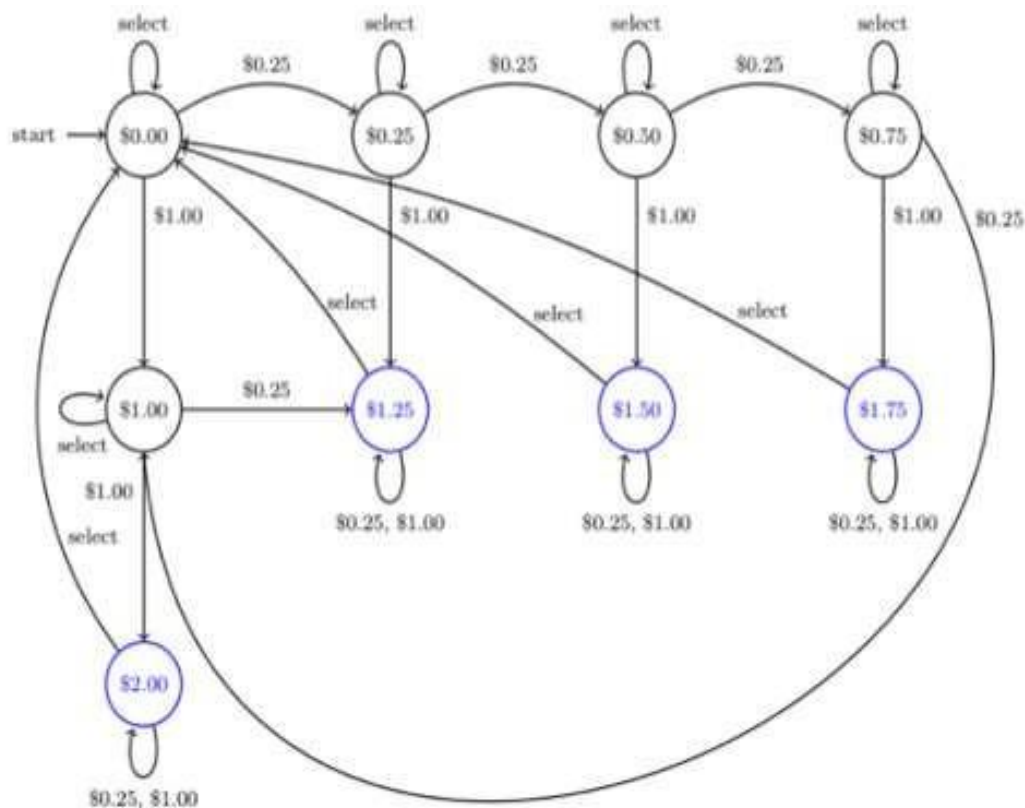 select select select select
$0.25 $0.25 $0.25
start $0.00 $0.25 $0.50 $0.75
$1.00 $1.00 $1.00 $1.00 $0.25
select select select
$0.25
$1.00 $1.25 $1.50 $1.75
select
$1.00
$0.25, $1.00 $0.25, $1.00 $0.25, $1.00
select
$2.00
$0.25, $1.00